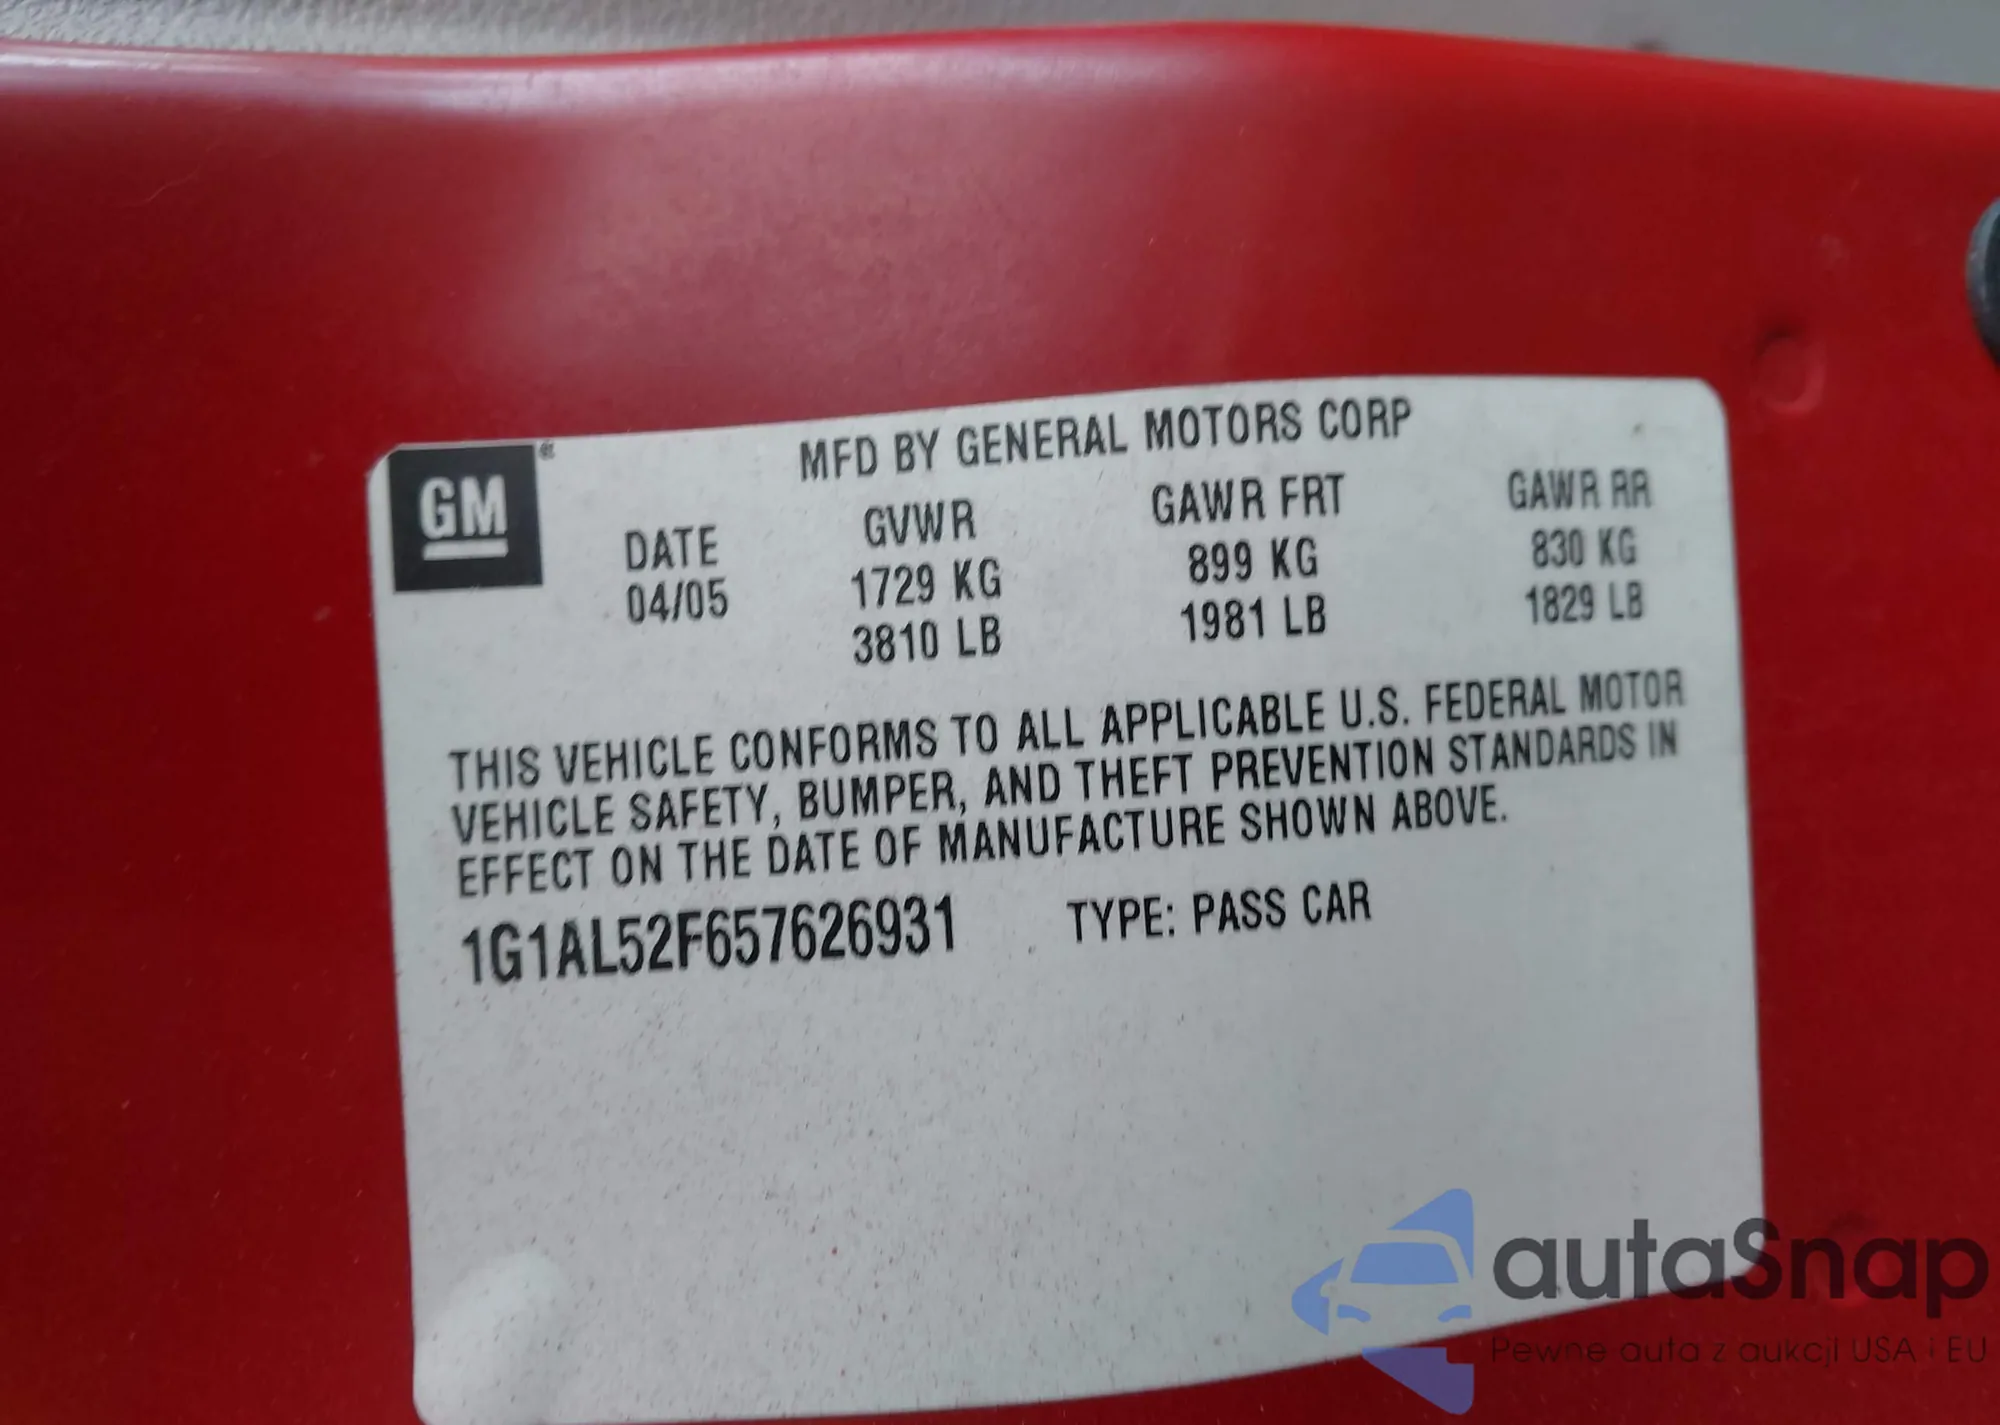 MFD BY GENERAL MOTORS CORP
GM®
DATE GVWR GAWR FRT GAWR RR
04/05 1729 KG 899 KG 830 KG
3810 LB 1981 LB 1829 LB
THIS VEHICLE CONFORMS TO ALL APPLICABLE U.S. FEDERAL MOTOR
VEHICLE SAFETY, BUMPER, AND THEFT PREVENTION STANDARDS IN
EFFECT ON THE DATE OF MANUFACTURE SHOWN ABOVE.
1G1AL52F657626931 TYPE: PASS CAR
autaSnap
Pewne auta z aukcji USA i EU